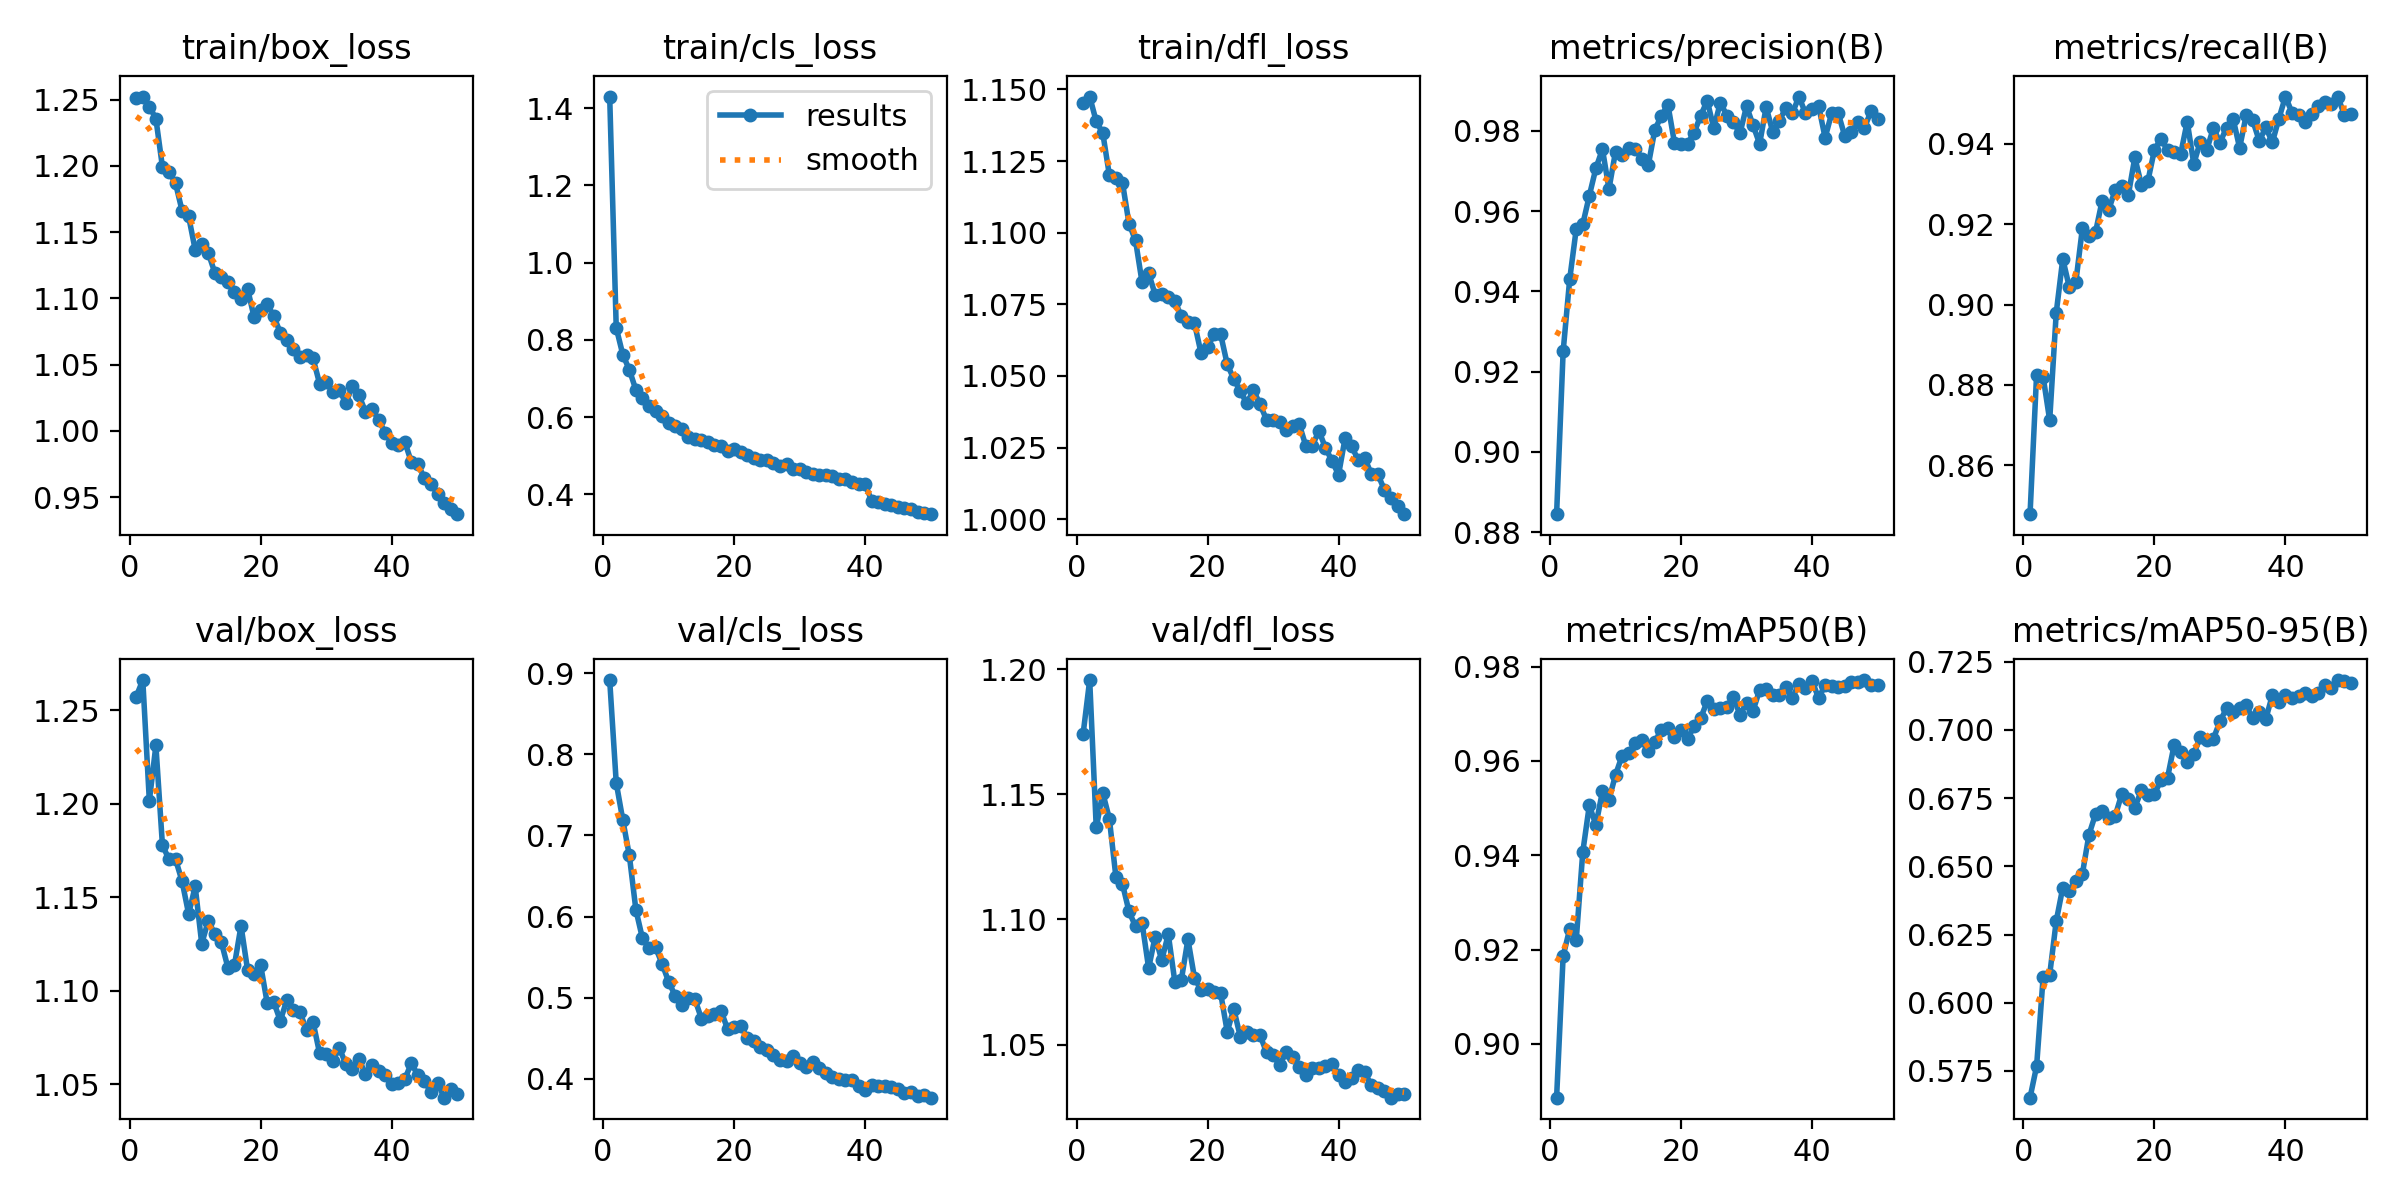 train/box_loss
1.25
1.20
1.15
1.10
1.05
1.00
0.95
0 20 40
train/cls_loss
results
smooth
1.4
1.2
1.0
0.8
0.6
0.4
0 20 40
train/dfl_loss
1.150
1.125
1.100
1.075
1.050
1.025
1.000
0 20 40
metrics/precision(B)
0.98
0.96
0.94
0.92
0.90
0.88
0 20 40
metrics/recall(B)
0.94
0.92
0.90
0.88
0.86
0 20 40
val/box_loss
1.25
1.20
1.15
1.10
1.05
0 20 40
val/cls_loss
0.9
0.8
0.7
0.6
0.5
0.4
0 20 40
val/dfl_loss
1.20
1.15
1.10
1.05
0 20 40
metrics/mAP50(B)
0.98
0.96
0.94
0.92
0.90
0 20 40
metrics/mAP50-95(B)
0.725
0.700
0.675
0.650
0.625
0.600
0.575
0 20 40